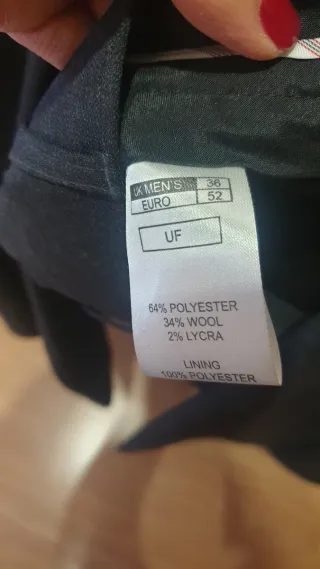 UK MEN'S 36
EURO 52
UF
64% POLYESTER
34% WOOL
2% LYCRA
LINING
100% POLYESTER